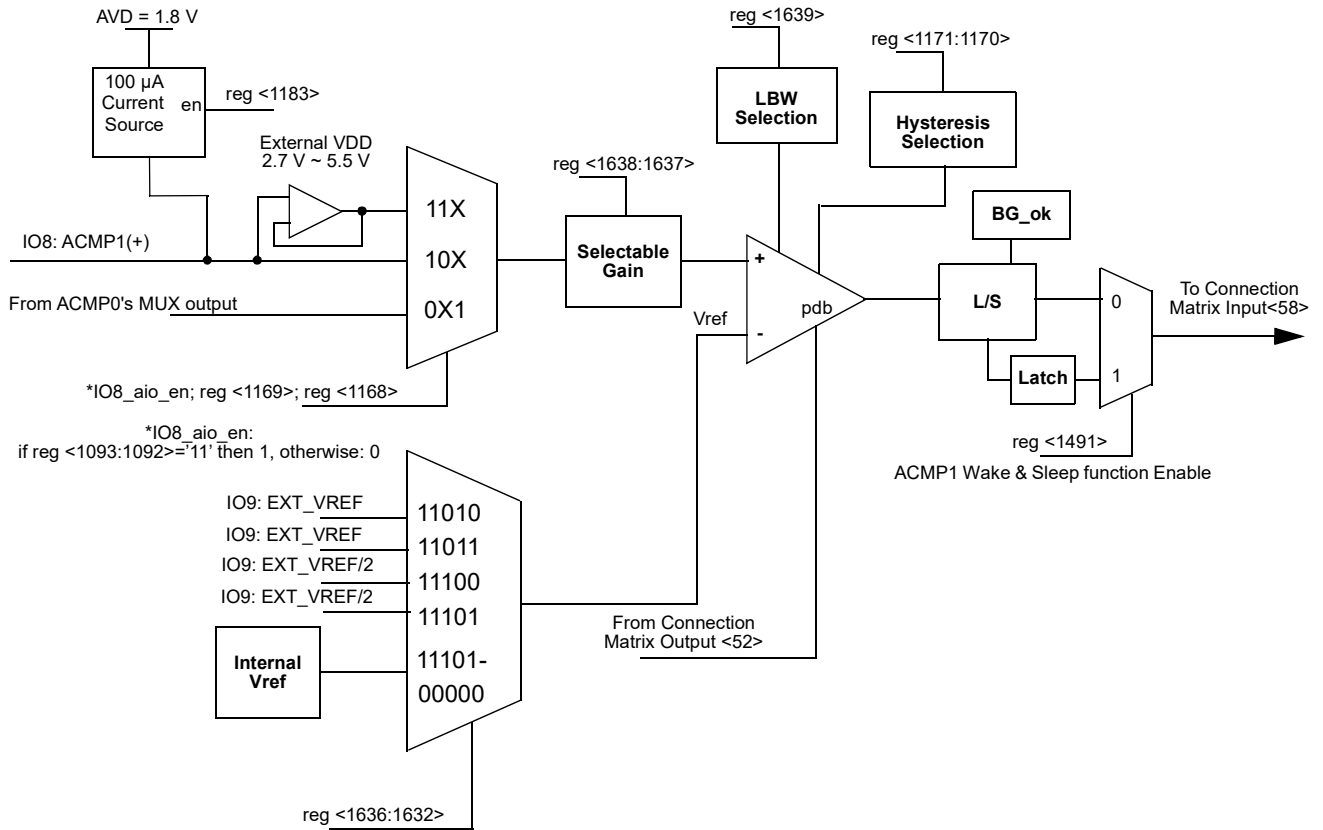 AVD = 1.8 V
100 µA
Current
Source
en
reg <1183>
External VDD
2.7 V ~ 5.5 V
IO8: ACMP1(+)
From ACMP0's MUX output
11X
10X
0X1
*IO8_aio_en; reg <1169>; reg <1168>
*IO8_aio_en:
if reg <1093:1092>='11' then 1, otherwise: 0
reg <1638:1637>
Selectable
Gain
reg <1639>
LBW
Selection
reg <1171:1170>
Hysteresis
Selection
+
-
pdb
Vref
BG_ok
L/S
Latch
0
1
To Connection
Matrix Input<58>
reg <1491>
ACMP1 Wake & Sleep function Enable
IO9: EXT_VREF
IO9: EXT_VREF
IO9: EXT_VREF/2
IO9: EXT_VREF/2
Internal
Vref
11010
11011
11100
11101
11101-
00000
From Connection
Matrix Output <52>
reg <1636:1632>